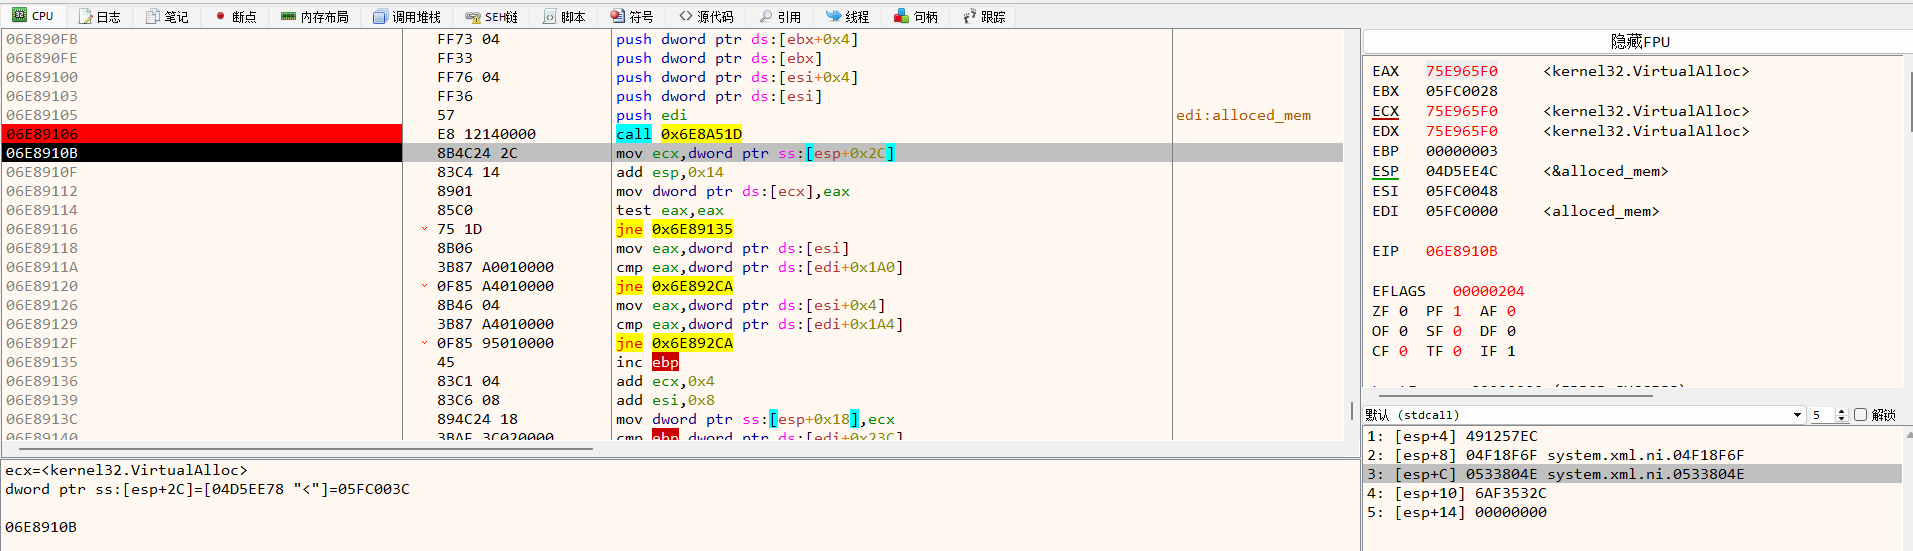 CPU 日志 笔记 断点 内存布局 调用堆栈 SEH链 脚本 符号 源代码 引用 线程 句柄 跟踪
06E890FB FF73 04 push dword ptr ds:[ebx+0x4]
06E890FE FF33 push dword ptr ds:[ebx]
06E89100 FF76 04 push dword ptr ds:[esi+0x4]
06E89103 FF36 push dword ptr ds:[esi]
06E89105 57 push edi edi:alloced_mem
06E89106 E8 12140000 call 0x6E8A51D
06E8910B 8B4C24 2C mov ecx,dword ptr ss:[esp+0x2C]
06E8910F 83C4 14 add esp,0x14
06E89112 8901 mov dword ptr ds:[ecx],eax
06E89114 85C0 test eax,eax
06E89116 75 1D jne 0x6E89135
06E89118 8B06 mov eax,dword ptr ds:[esi]
06E8911A 3B87 A0010000 cmp eax,dword ptr ds:[edi+0x1A0]
06E89120 0F85 A4010000 jne 0x6E892CA
06E89126 8B46 04 mov eax,dword ptr ds:[esi+0x4]
06E89129 3B87 A4010000 cmp eax,dword ptr ds:[edi+0x1A4]
06E8912F 0F85 95010000 jne 0x6E892CA
06E89135 45 inc ebp
06E89136 83C1 04 add ecx,0x4
06E89139 83C6 08 add esi,0x8
06E8913C 894C24 18 mov dword ptr ss:[esp+0x18],ecx
06E89140 3BAF 3C020000 cmp ebp,dword ptr ds:[edi+0x23C]
ecx=<kernel32.VirtualAlloc>
dword ptr ss:[esp+2C]=[04D5EE78 "<"]=05FC003C
06E8910B
隐藏FPU
EAX 75E965F0 <kernel32.VirtualAlloc>
EBX 05FC0028
ECX 75E965F0 <kernel32.VirtualAlloc>
EDX 75E965F0 <kernel32.VirtualAlloc>
EBP 00000003
ESP 04D5EE4C <&alloced_mem>
ESI 05FC0048
EDI 05FC0000 <alloced_mem>
EIP 06E8910B
EFLAGS 00000204
ZF 0 PF 1 AF 0
OF 0 SF 0 DF 0
CF 0 TF 0 IF 1
默认 (stdcall) 5 解锁
1: [esp+4] 491257EC
2: [esp+8] 04F18F6F system.xml.ni.04F18F6F
3: [esp+C] 0533804E system.xml.ni.0533804E
4: [esp+10] 6AF3532C
5: [esp+14] 00000000